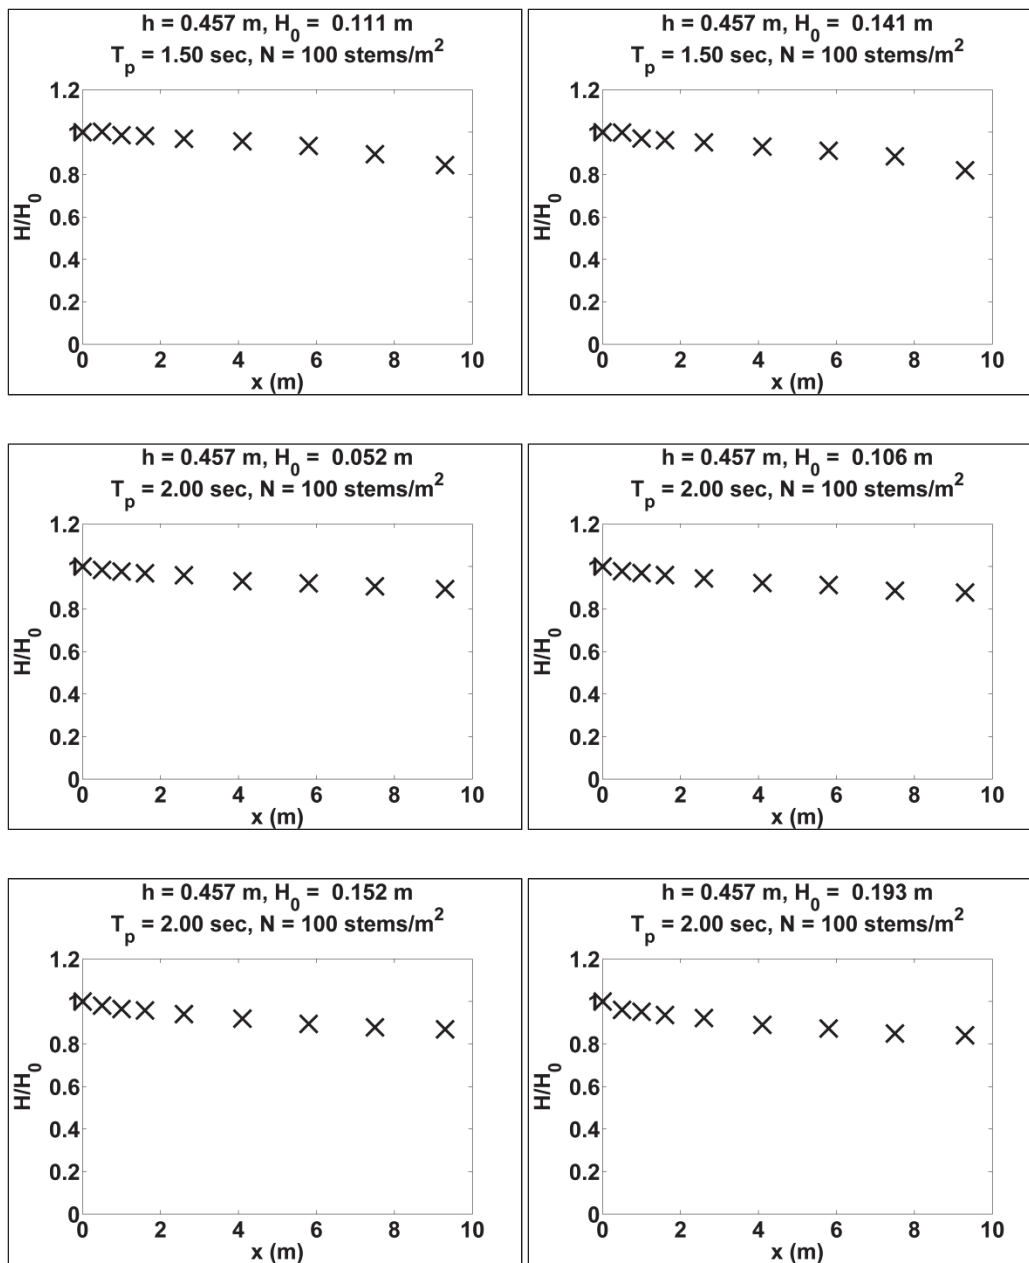 h = 0.457 m, H0 = 0.111 m
Tp = 1.50 sec, N = 100 stems/m2
1.2
1
0.8
0.6
0.4
0.2
0
H/H0
0 2 4 6 8 10
x (m)
h = 0.457 m, H0 = 0.141 m
Tp = 1.50 sec, N = 100 stems/m2
1.2
1
0.8
0.6
0.4
0.2
0
H/H0
0 2 4 6 8 10
x (m)
h = 0.457 m, H0 = 0.052 m
Tp = 2.00 sec, N = 100 stems/m2
1.2
1
0.8
0.6
0.4
0.2
0
H/H0
0 2 4 6 8 10
x (m)
h = 0.457 m, H0 = 0.106 m
Tp = 2.00 sec, N = 100 stems/m2
1.2
1
0.8
0.6
0.4
0.2
0
H/H0
0 2 4 6 8 10
x (m)
h = 0.457 m, H0 = 0.152 m
Tp = 2.00 sec, N = 100 stems/m2
1.2
1
0.8
0.6
0.4
0.2
0
H/H0
0 2 4 6 8 10
x (m)
h = 0.457 m, H0 = 0.193 m
Tp = 2.00 sec, N = 100 stems/m2
1.2
1
0.8
0.6
0.4
0.2
0
H/H0
0 2 4 6 8 10
x (m)